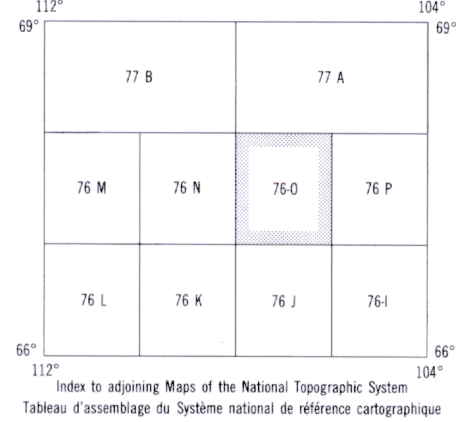 112° 104°
69° 69°
77 B 77 A
76 M 76 N 76-O 76 P
76 L 76 K 76 J 76-I
66° 66°
112° 104°
Index to adjoining Maps of the National Topographic System
Tableau d'assemblage du Système national de référence cartographique